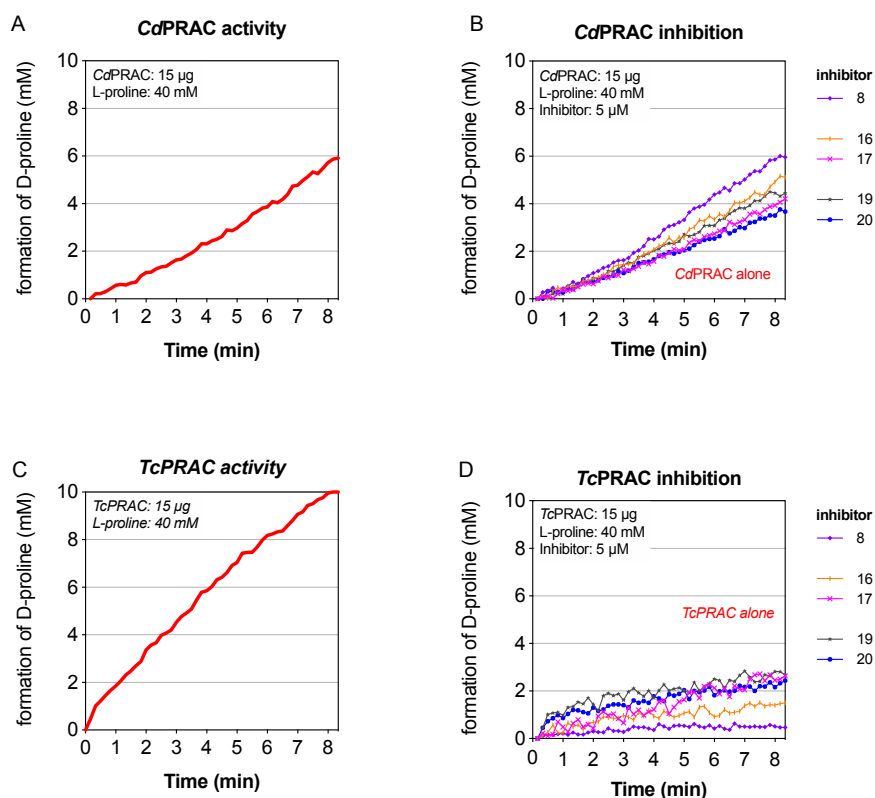 A
CdPRAC activity
formation of D-proline (mM)
10
8
6
4
2
0
CdPRAC: 15 µg
L-proline: 40 mM
0 1 2 3 4 5 6 7 8
Time (min)
B
CdPRAC inhibition
formation of D-proline (mM)
10
8
6
4
2
0
CdPRAC: 15 µg
L-proline: 40 mM
Inhibitor: 5 µM
CdPRAC alone
0 1 2 3 4 5 6 7 8
Time (min)
inhibitor
8
16
17
19
20
C
TcPRAC activity
formation of D-proline (mM)
10
8
6
4
2
0
TcPRAC: 15 µg
L-proline: 40 mM
0 1 2 3 4 5 6 7 8
Time (min)
D
TcPRAC inhibition
formation of D-proline (mM)
10
8
6
4
2
0
TcPRAC: 15 µg
L-proline: 40 mM
Inhibitor: 5 µM
TcPRAC alone
0 1 2 3 4 5 6 7 8
Time (min)
inhibitor
8
16
17
19
20